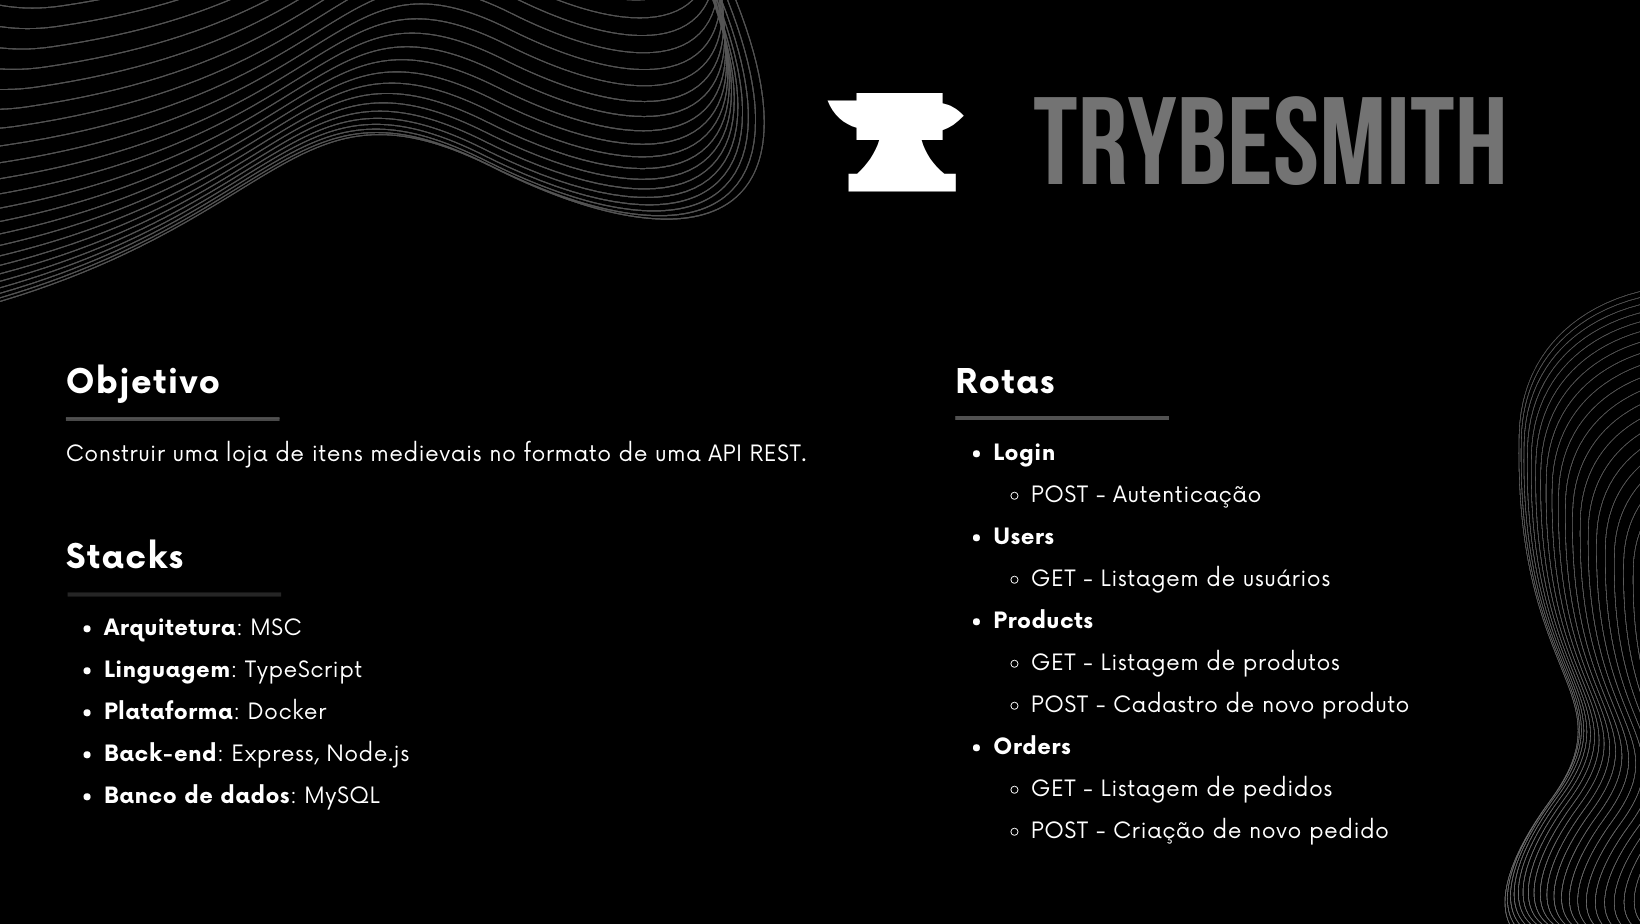 TRYBESMITH
Objetivo
Construir uma loja de itens medievais no formato de uma API REST.
Stacks
Arquitetura: MSC
Linguagem: TypeScript
Plataforma: Docker
Back-end: Express, Node.js
Banco de dados: MySQL
Rotas
Login
POST - Autenticação
Users
GET - Listagem de usuários
Products
GET - Listagem de produtos
POST - Cadastro de novo produto
Orders
GET - Listagem de pedidos
POST - Criação de novo pedido